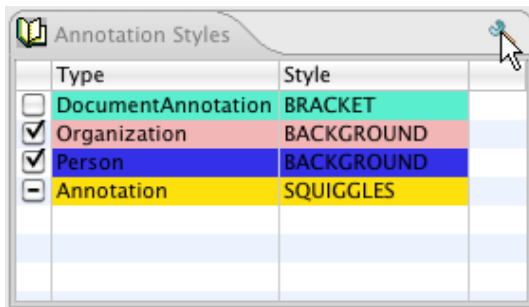 Annotation Styles
Type Style
DocumentAnnotation BRACKET
Organization BACKGROUND
Person BACKGROUND
Annotation SQUIGGLES